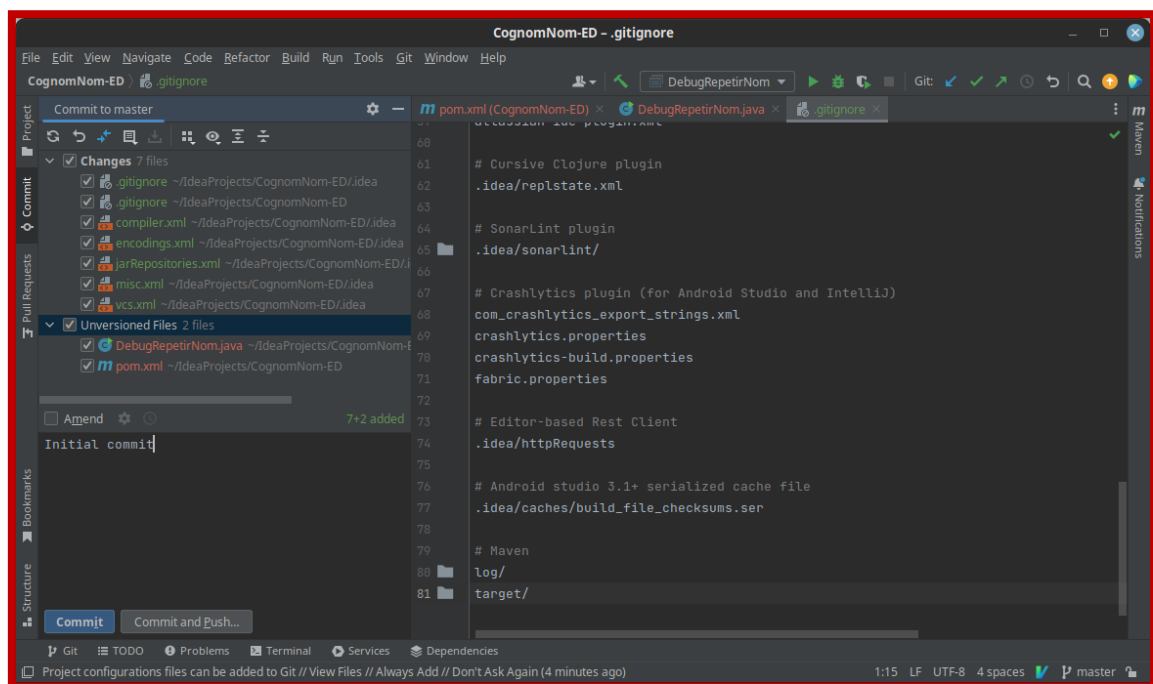 CognomNom-ED – .gitignore
File Edit View Navigate Code Refactor Build Run Tools Git Window Help
CognomNom-ED .gitignore
DebugRepetirNom
Git:
Project
Commit
Pull Requests
Bookmarks
Structure
Commit to master
Changes 7 files
.gitignore ~/IdeaProjects/CognomNom-ED/.idea
.gitignore ~/IdeaProjects/CognomNom-ED
compiler.xml ~/IdeaProjects/CognomNom-ED/.idea
encodings.xml ~/IdeaProjects/CognomNom-ED/.idea
jarRepositories.xml ~/IdeaProjects/CognomNom-ED/.i
misc.xml ~/IdeaProjects/CognomNom-ED/.idea
vcs.xml ~/IdeaProjects/CognomNom-ED/.idea
Unversioned Files 2 files
DebugRepetirNom.java ~/IdeaProjects/CognomNom-E
pom.xml ~/IdeaProjects/CognomNom-ED
Amend 7+2 added
Initial commit
Commit Commit and Push...
pom.xml (CognomNom-ED) DebugRepetirNom.java .gitignore
60
61 # Cursive Clojure plugin
62 .idea/replstate.xml
63
64 # SonarLint plugin
65 .idea/sonarlint/
66
67 # Crashlytics plugin (for Android Studio and IntelliJ)
68 com_crashlytics_export_strings.xml
69 crashlytics.properties
70 crashlytics-build.properties
71 fabric.properties
72
73 # Editor-based Rest Client
74 .idea/httpRequests
75
76 # Android studio 3.1+ serialized cache file
77 .idea/caches/build_file_checksums.ser
78
79 # Maven
80 log/
81 target/
m
Maven
Notifications
Git TODO Problems Terminal Services Dependencies
Project configurations files can be added to Git // View Files // Always Add // Don't Ask Again (4 minutes ago) 1:15 LF UTF-8 4 spaces master